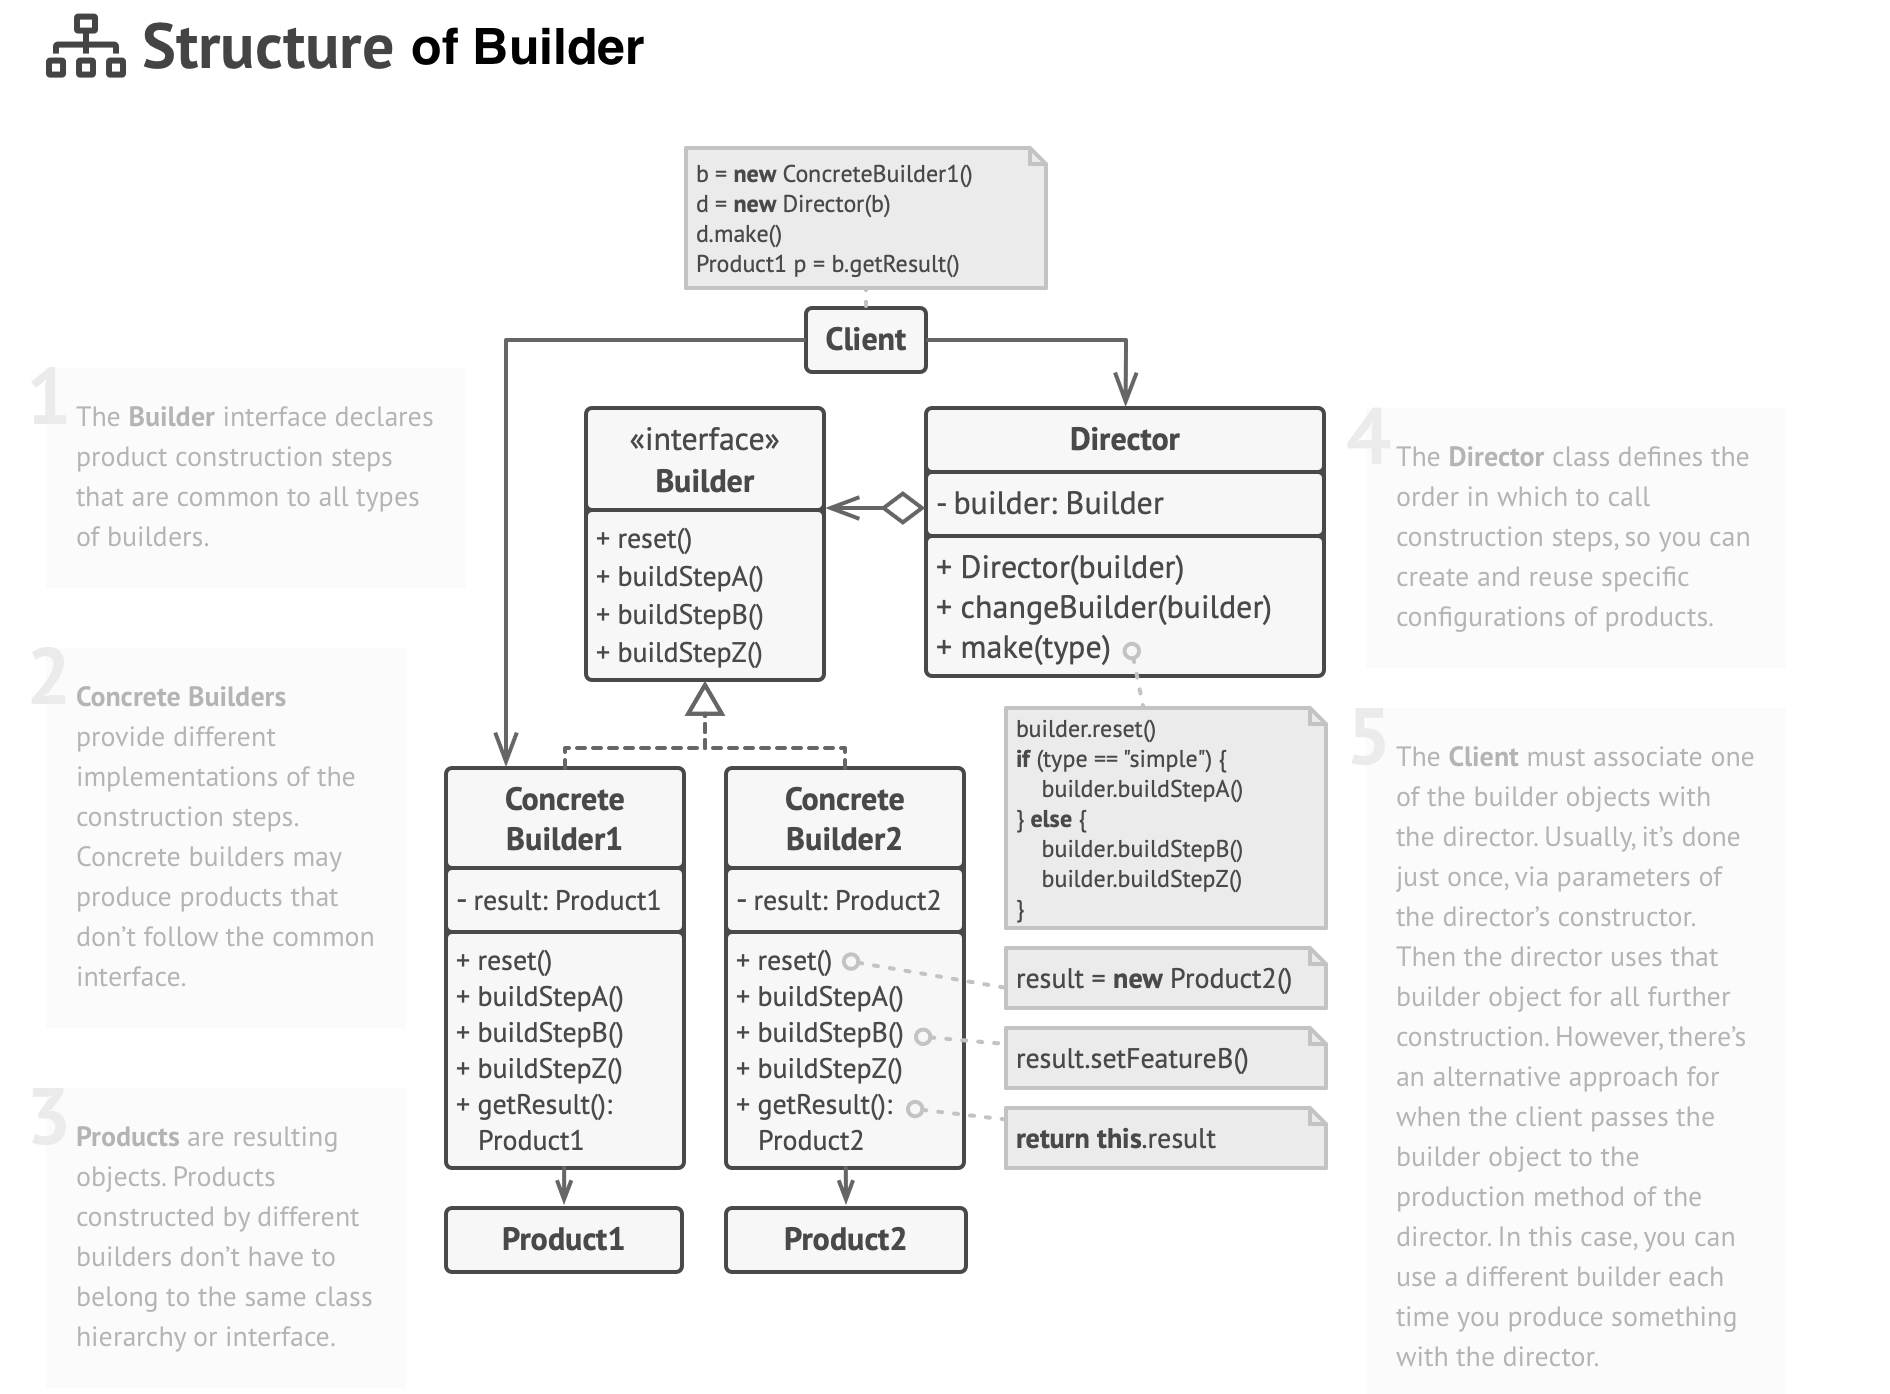 Structure of Builder
b = new ConcreteBuilder1()
d = new Director(b)
d.make()
Product1 p = b.getResult()
Client
1
The Builder interface declares
product construction steps
that are common to all types
of builders.
«interface»
Builder
+ reset()
+ buildStepA()
+ buildStepB()
+ buildStepZ()
Director
- builder: Builder
+ Director(builder)
+ changeBuilder(builder)
+ make(type)
4
The Director class defines the
order in which to call
construction steps, so you can
create and reuse specific
configurations of products.
2
Concrete Builders
provide different
implementations of the
construction steps.
Concrete builders may
produce products that
don’t follow the common
interface.
Concrete
Builder1
- result: Product1
+ reset()
+ buildStepA()
+ buildStepB()
+ buildStepZ()
+ getResult():
Product1
Concrete
Builder2
- result: Product2
+ reset()
+ buildStepA()
+ buildStepB()
+ buildStepZ()
+ getResult():
Product2
builder.reset()
if (type == "simple") {
builder.buildStepA()
} else {
builder.buildStepB()
builder.buildStepZ()
}
result = new Product2()
result.setFeatureB()
return this.result
5
The Client must associate one
of the builder objects with
the director. Usually, it’s done
just once, via parameters of
the director’s constructor.
Then the director uses that
builder object for all further
construction. However, there’s
an alternative approach for
when the client passes the
builder object to the
production method of the
director. In this case, you can
use a different builder each
time you produce something
with the director.
3
Products are resulting
objects. Products
constructed by different
builders don’t have to
belong to the same class
hierarchy or interface.
Product1
Product2